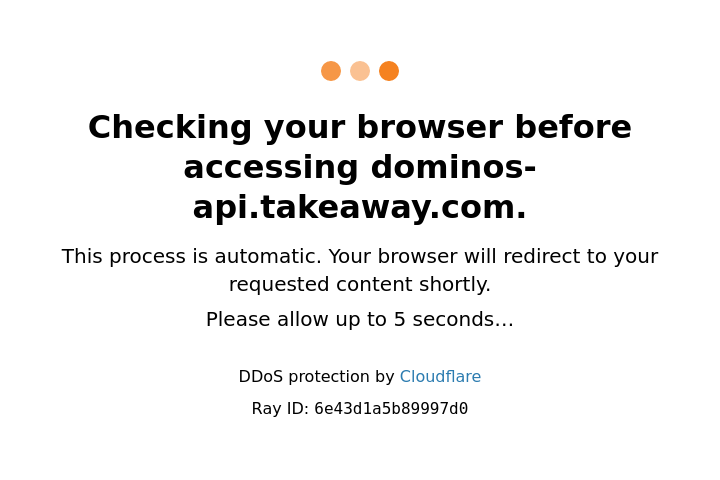 Checking your browser before
accessing dominos-
api.takeaway.com.
This process is automatic. Your browser will redirect to your
requested content shortly.
Please allow up to 5 seconds…
DDoS protection by Cloudflare
Ray ID: 6e43d1a5b89997d0